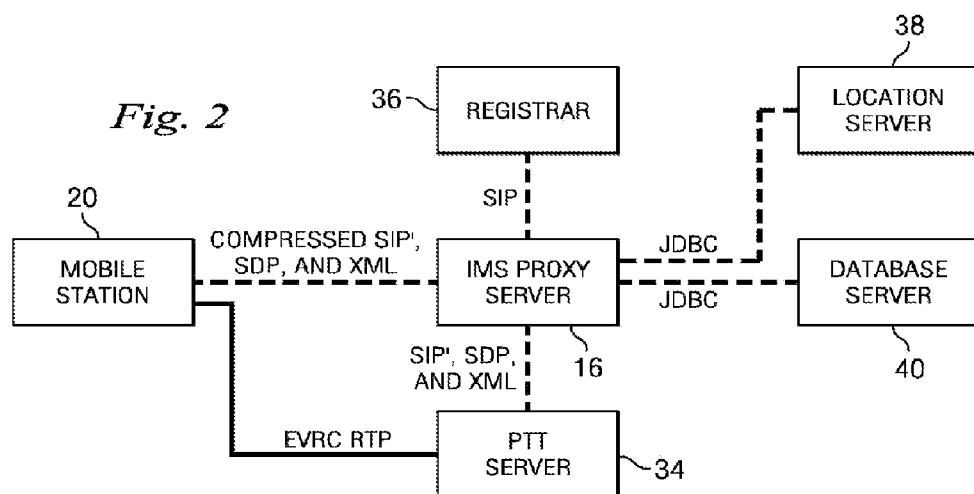 38
36
REGISTRAR
LOCATION
SERVER
Fig. 2
SIP
20
COMPRESSED SIP',
SDP, AND XML
JDBC
MOBILE
STATION
IMS PROXY
SERVER
JDBC
DATABASE
SERVER
SIP', SDP,
AND XML
16
40
EVRC RTP
PTT
SERVER
34